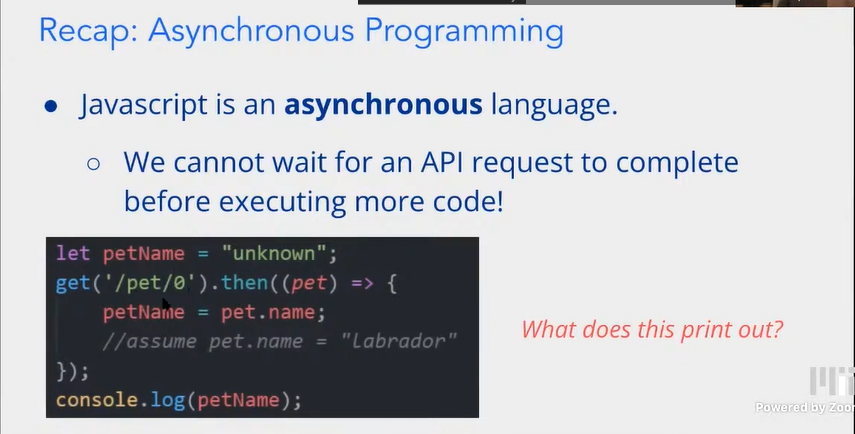 Recap: Asynchronous Programming
● Javascript is an asynchronous language.
○ We cannot wait for an API request to complete
before executing more code!
let petName = "unknown";
get('/pet/0').then((pet) => {
petName = pet.name;
//assume pet.name = "labrador"
});
console.log(petName);
What does this print out?
Powered by Zoom